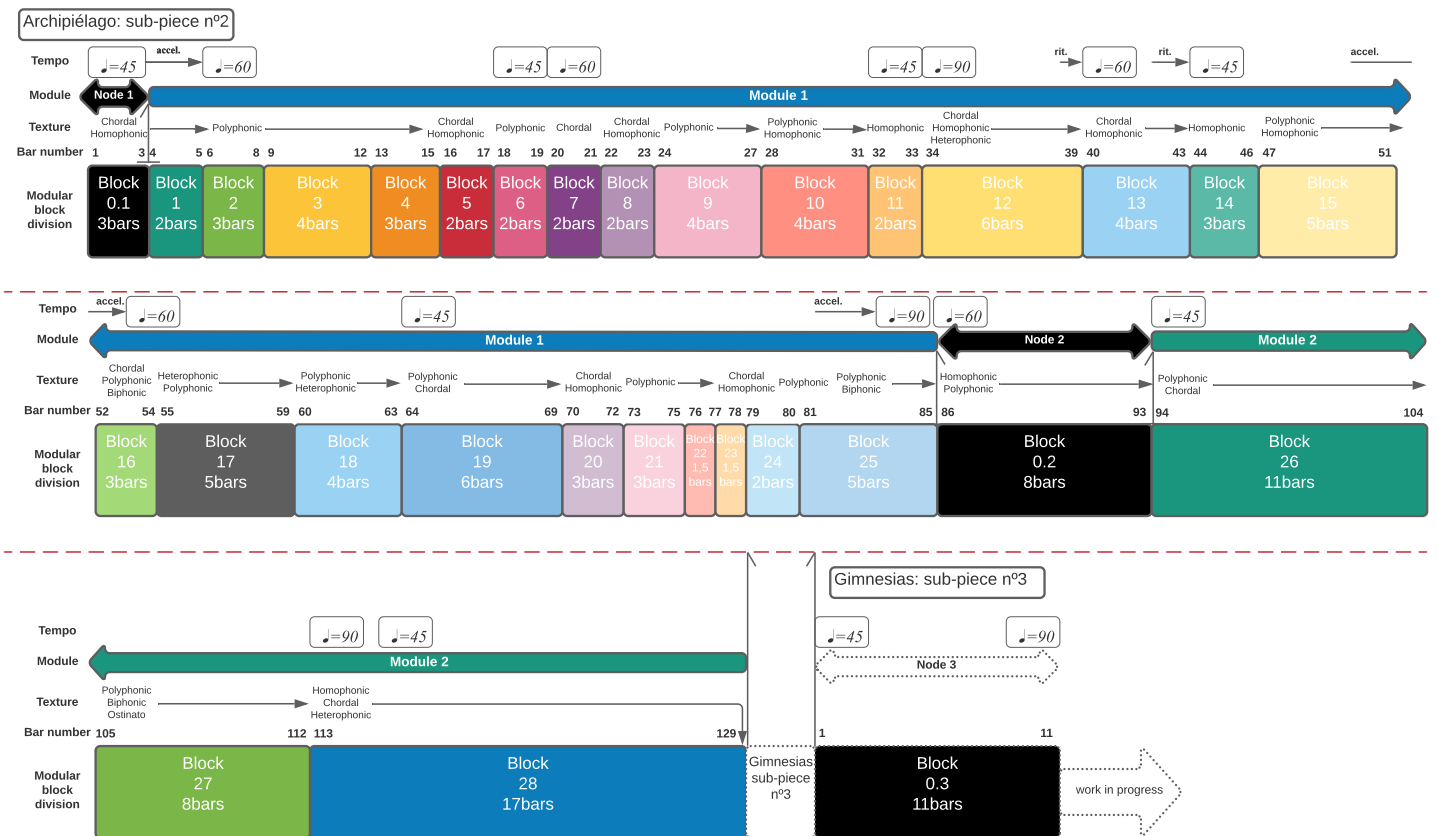 Archipiélago: sub-piece nº2
Tempo ♩=45 accel. ♩=60 ♩=45 ♩=60 ♩=45 ♩=90 rit. ♩=60 rit. ♩=45 accel.
Module Node 1 Module 1
Texture Chordal Homophonic Polyphonic Chordal Homophonic Polyphonic Chordal Chordal Homophonic Polyphonic Polyphonic Homophonic Homophonic Chordal Homophonic Heterophonic Chordal Homophonic Homophonic Polyphonic Homophonic
Bar number 1 3 4 5 6 8 9 12 13 15 16 17 18 19 20 21 22 23 24 27 28 31 32 33 34 39 40 43 44 46 47 51
Modular block division
Block 0.1 3bars
Block 1 2bars
Block 2 3bars
Block 3 4bars
Block 4 3bars
Block 5 2bars
Block 6 2bars
Block 7 2bars
Block 8 2bars
Block 9 4bars
Block 10 4bars
Block 11 2bars
Block 12 6bars
Block 13 4bars
Block 14 3bars
Block 15 5bars
Tempo accel. ♩=60 ♩=45 accel. ♩=90 ♩=60 ♩=45
Module Module 1 Node 2 Module 2
Texture Chordal Polyphonic Biphonic Heterophonic Polyphonic Polyphonic Heterophonic Polyphonic Chordal Chordal Homophonic Polyphonic Chordal Homophonic Polyphonic Polyphonic Biphonic Homophonic Polyphonic Polyphonic Chordal
Bar number 52 54 55 59 60 63 64 69 70 72 73 75 76 77 78 79 80 81 85 86 93 94 104
Modular block division
Block 16 3bars
Block 17 5bars
Block 18 4bars
Block 19 6bars
Block 20 3bars
Block 21 3bars
Block 22 1,5 bars
Block 23 1,5 bars
Block 24 2bars
Block 25 5bars
Block 0.2 8bars
Block 26 11bars
Gimnesias: sub-piece nº3
Tempo ♩=90 ♩=45 ♩=45 ♩=90
Module Module 2 Node 3
Texture Polyphonic Biphonic Ostinato Homophonic Chordal Heterophonic
Bar number 105 112 113 129 1 11
Modular block division
Block 27 8bars
Block 28 17bars
Gimnesias sub-piece nº3
Block 0.3 11bars
work in progress